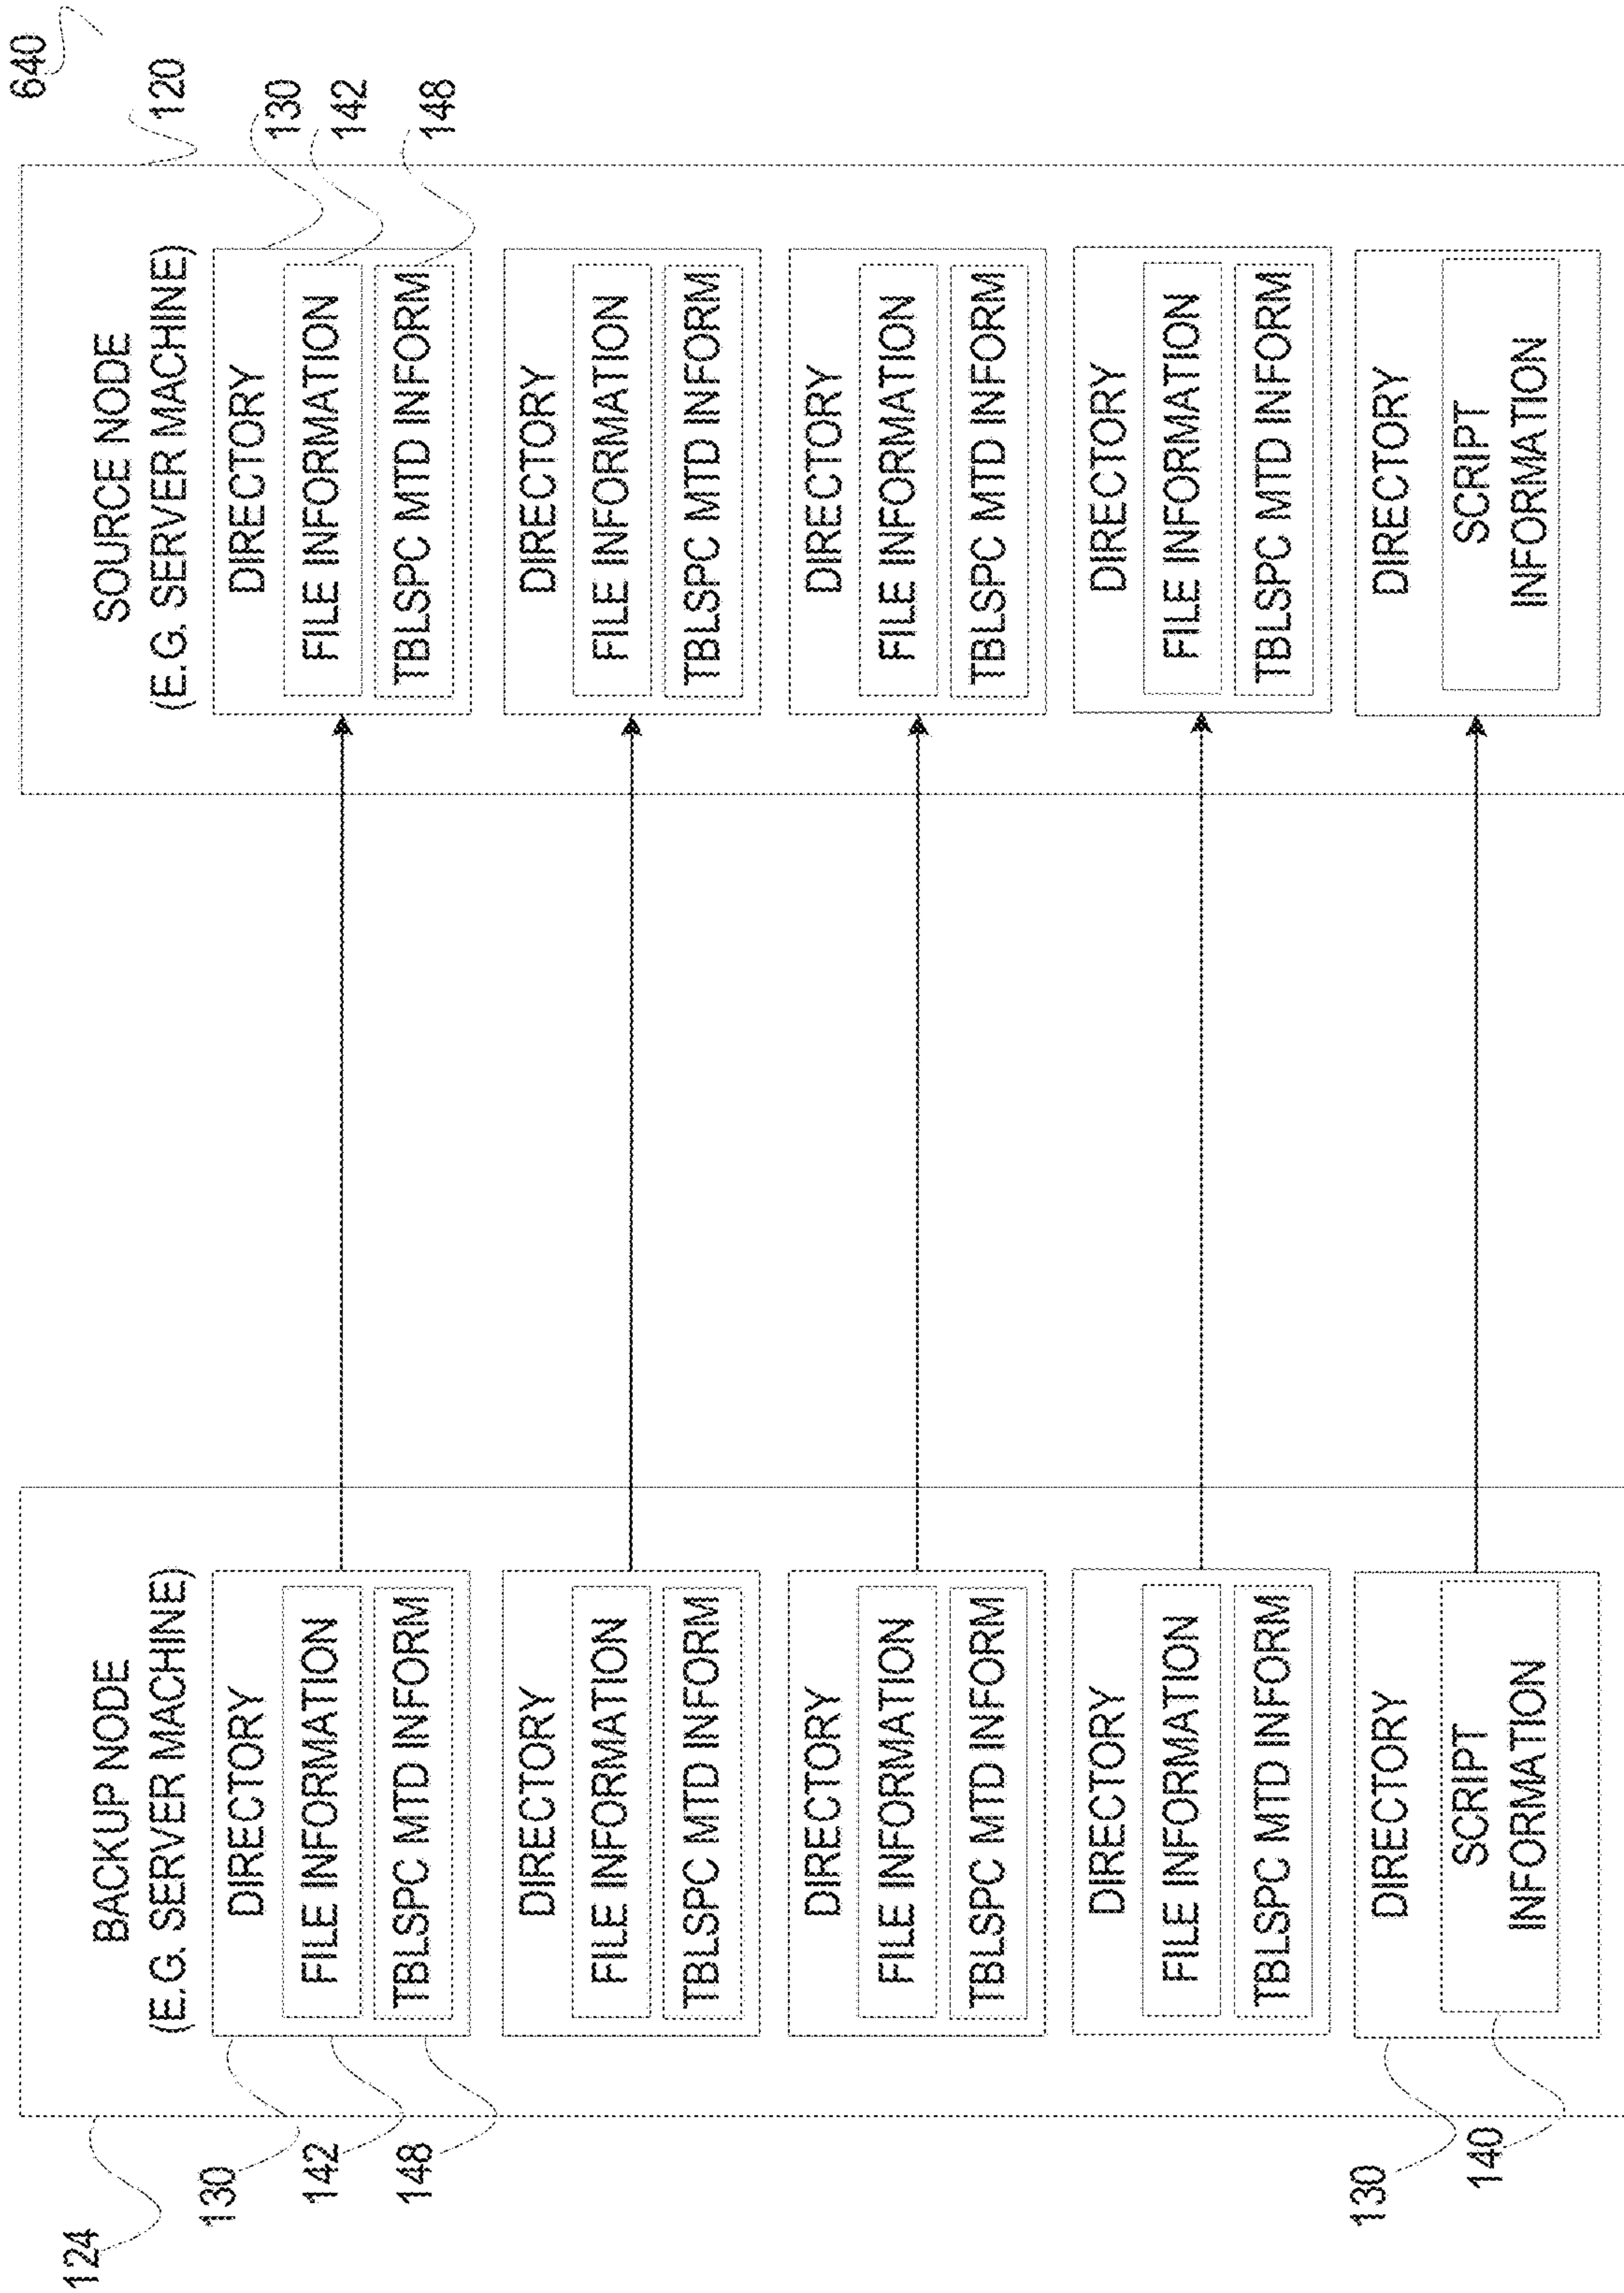 640
124
BACKUP NODE
(E. G. SERVER MACHINE)
130
DIRECTORY
142
FILE INFORMATION
148
TBLSPC MTD INFORM
DIRECTORY
FILE INFORMATION
TBLSPC MTD INFORM
DIRECTORY
FILE INFORMATION
TBLSPC MTD INFORM
DIRECTORY
FILE INFORMATION
TBLSPC MTD INFORM
130
DIRECTORY
140
SCRIPT
INFORMATION
120
SOURCE NODE
(E.G. SERVER MACHINE)
DIRECTORY
130
FILE INFORMATION
142
TBLSPC MTD INFORM
148
DIRECTORY
FILE INFORMATION
TBLSPC MTD INFORM
DIRECTORY
FILE INFORMATION
TBLSPC MTD INFORM
DIRECTORY
FILE INFORMATION
TBLSPC MTD INFORM
DIRECTORY
SCRIPT
INFORMATION